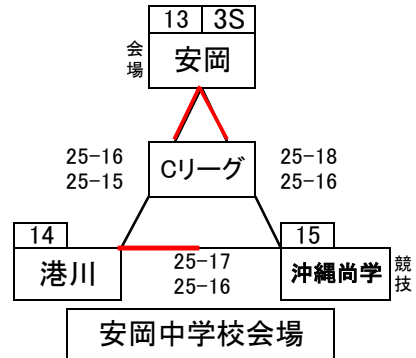 13 3S
会場
安岡
25-16
25-15
Cリーグ
25-18
25-16
14
港川
25-17
25-16
15
沖縄尚学
競技
安岡中学校会場